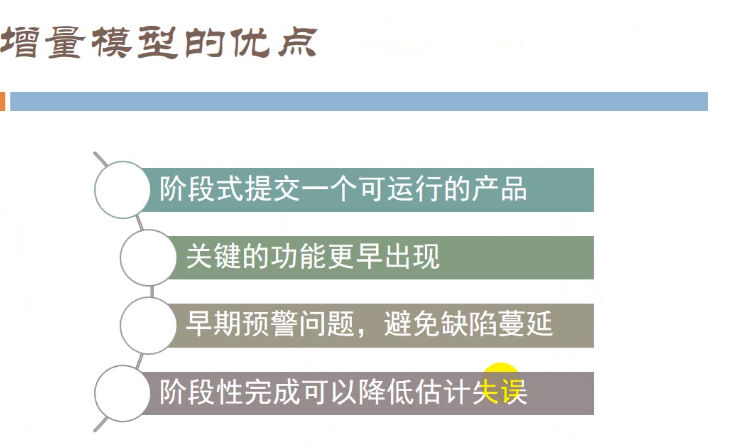 增量模型的优点
阶段式提交一个可运行的产品
关键的功能更早出现
早期预警问题，避免缺陷蔓延
阶段性完成可以降低估计失误